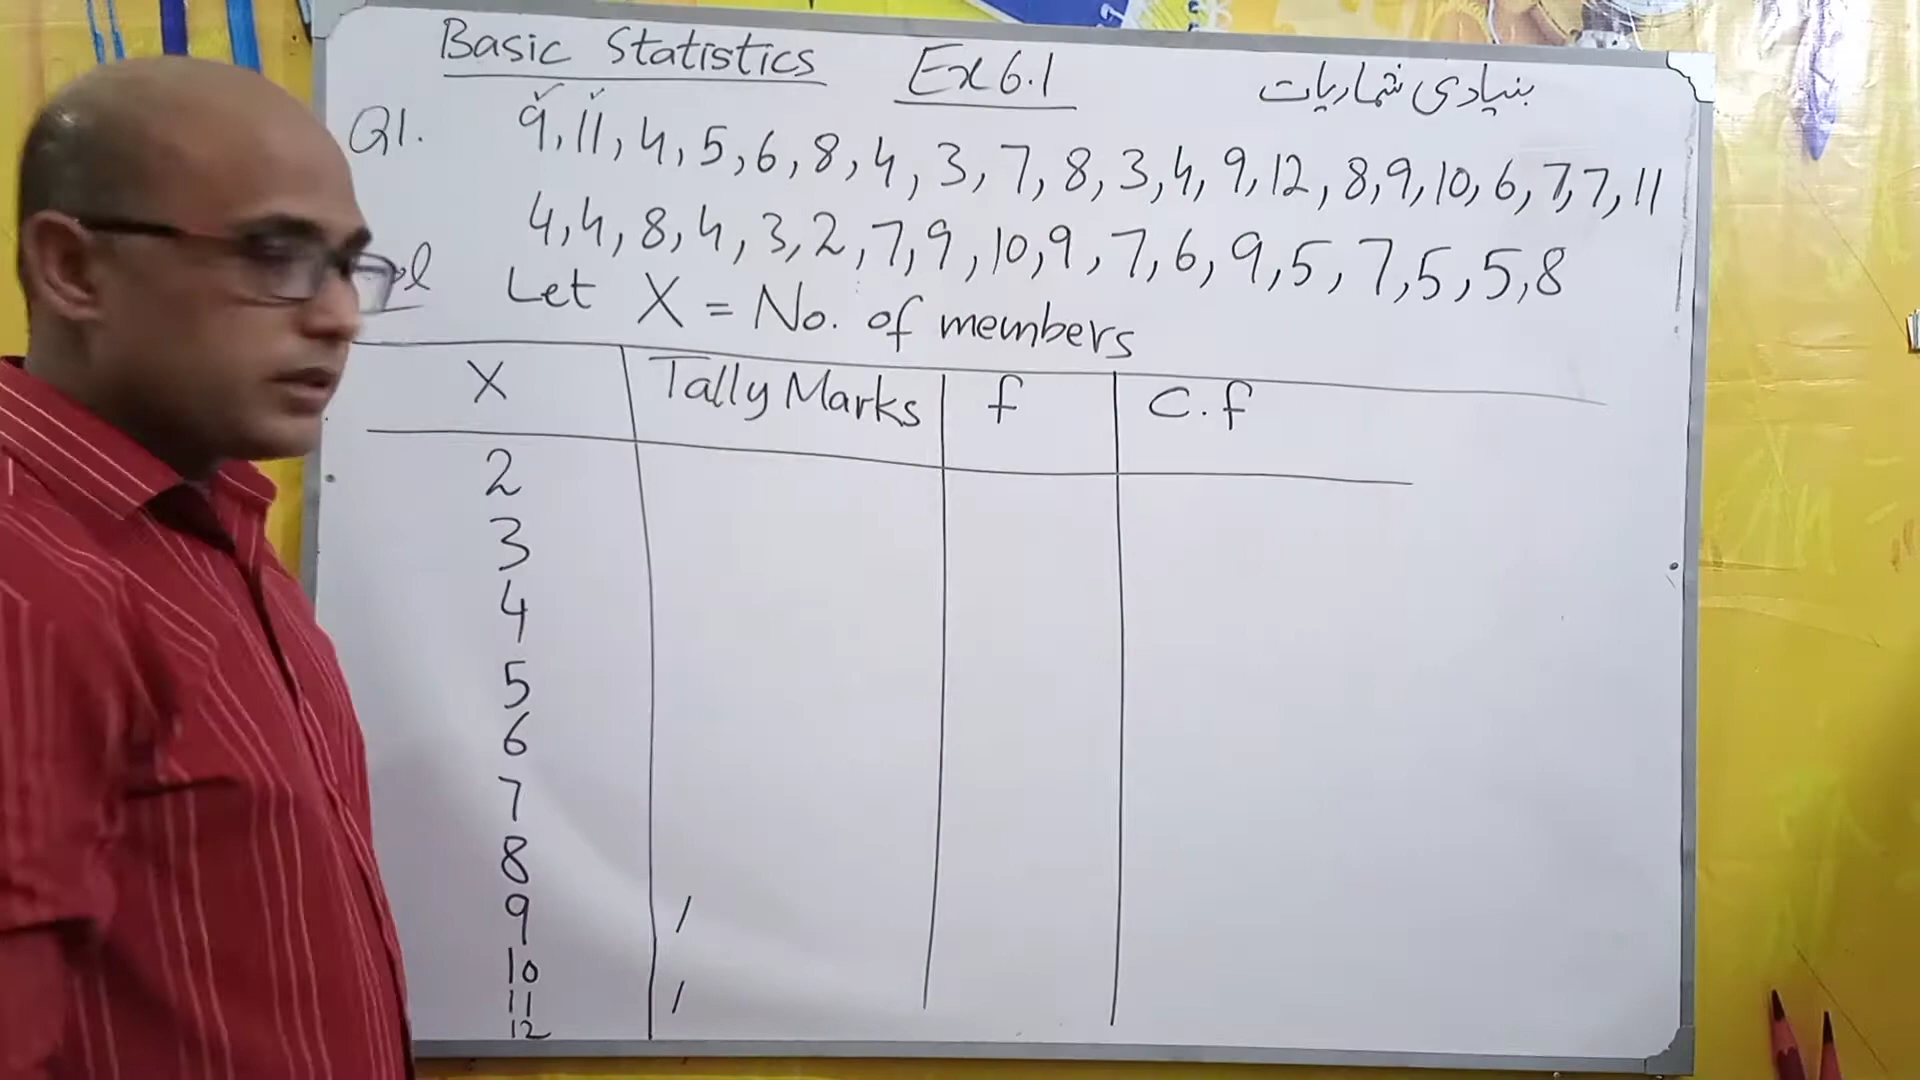 Basic Statistics Ex 6.1 بنیادی شماریات
Q1. 9, 11, 4, 5, 6, 8, 4, 3, 7, 8, 3, 4, 9, 12, 8, 9, 10, 6, 7, 7, 11
4, 4, 8, 4, 3, 2, 7, 9, 10, 9, 7, 6, 9, 5, 7, 5, 5, 8
Let X = No. of members
X Tally Marks f C.f
2
3
4
5
6
7
8
9 /
10
11 /
12